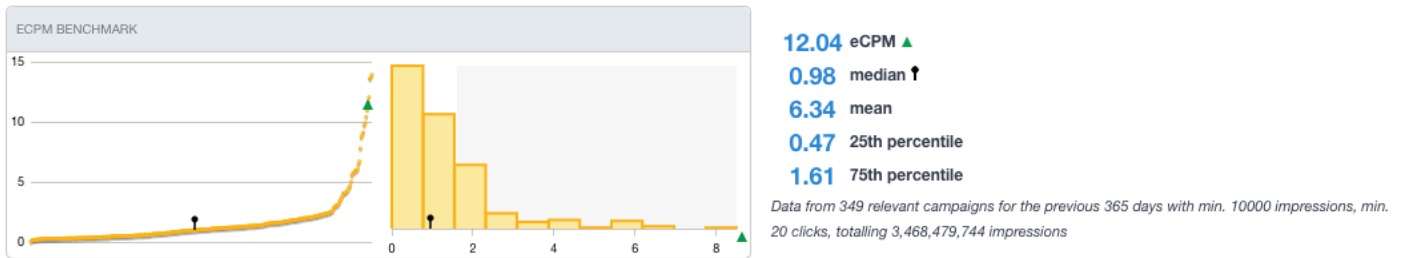 ECPM BENCHMARK
15
10
5
0
0 2 4 6 8
12.04 eCPM
0.98 median
6.34 mean
0.47 25th percentile
1.61 75th percentile
Data from 349 relevant campaigns for the previous 365 days with min. 10000 impressions, min.
20 clicks, totalling 3,468,479,744 impressions